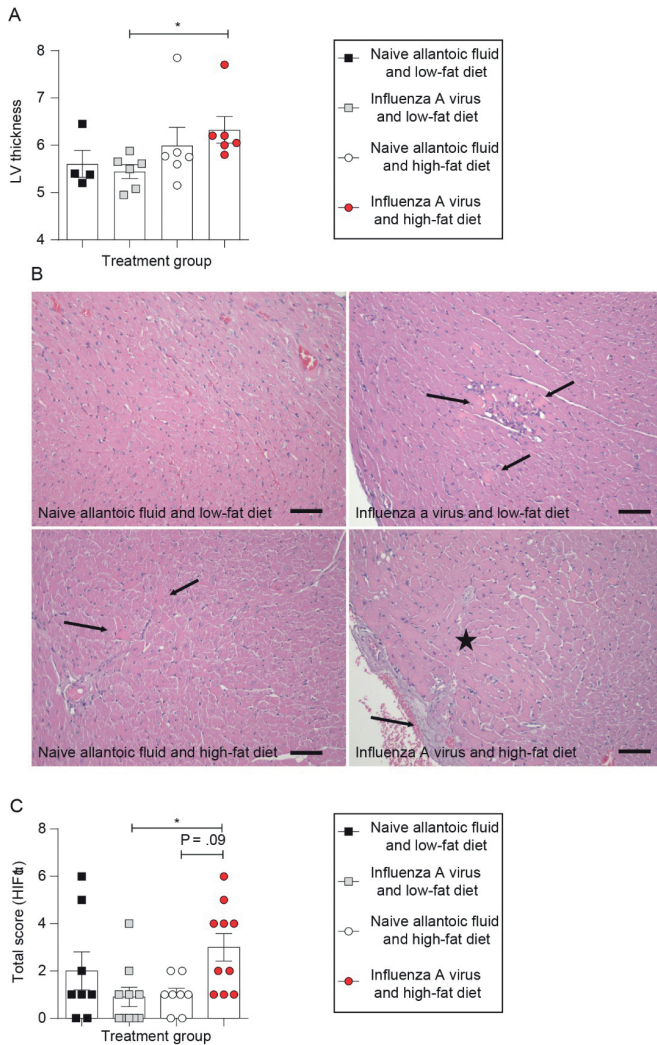 A
*
8
7
6
5
4
LV thickness
Treatment group
Naive allantoic fluid
and low-fat diet
Influenza A virus
and low-fat diet
Naive allantoic fluid
and high-fat diet
Influenza A virus
and high-fat diet
B
Naive allantoic fluid and low-fat diet
Influenza a virus and low-fat diet
Naive allantoic fluid and high-fat diet
Influenza A virus and high-fat diet
C
*
P = .09
8
6
4
2
0
Treatment group
Naive allantoic fluid
and low-fat diet
Influenza A virus
and low-fat diet
Naive allantoic fluid
and high-fat diet
Influenza A virus
and high-fat diet
Total score